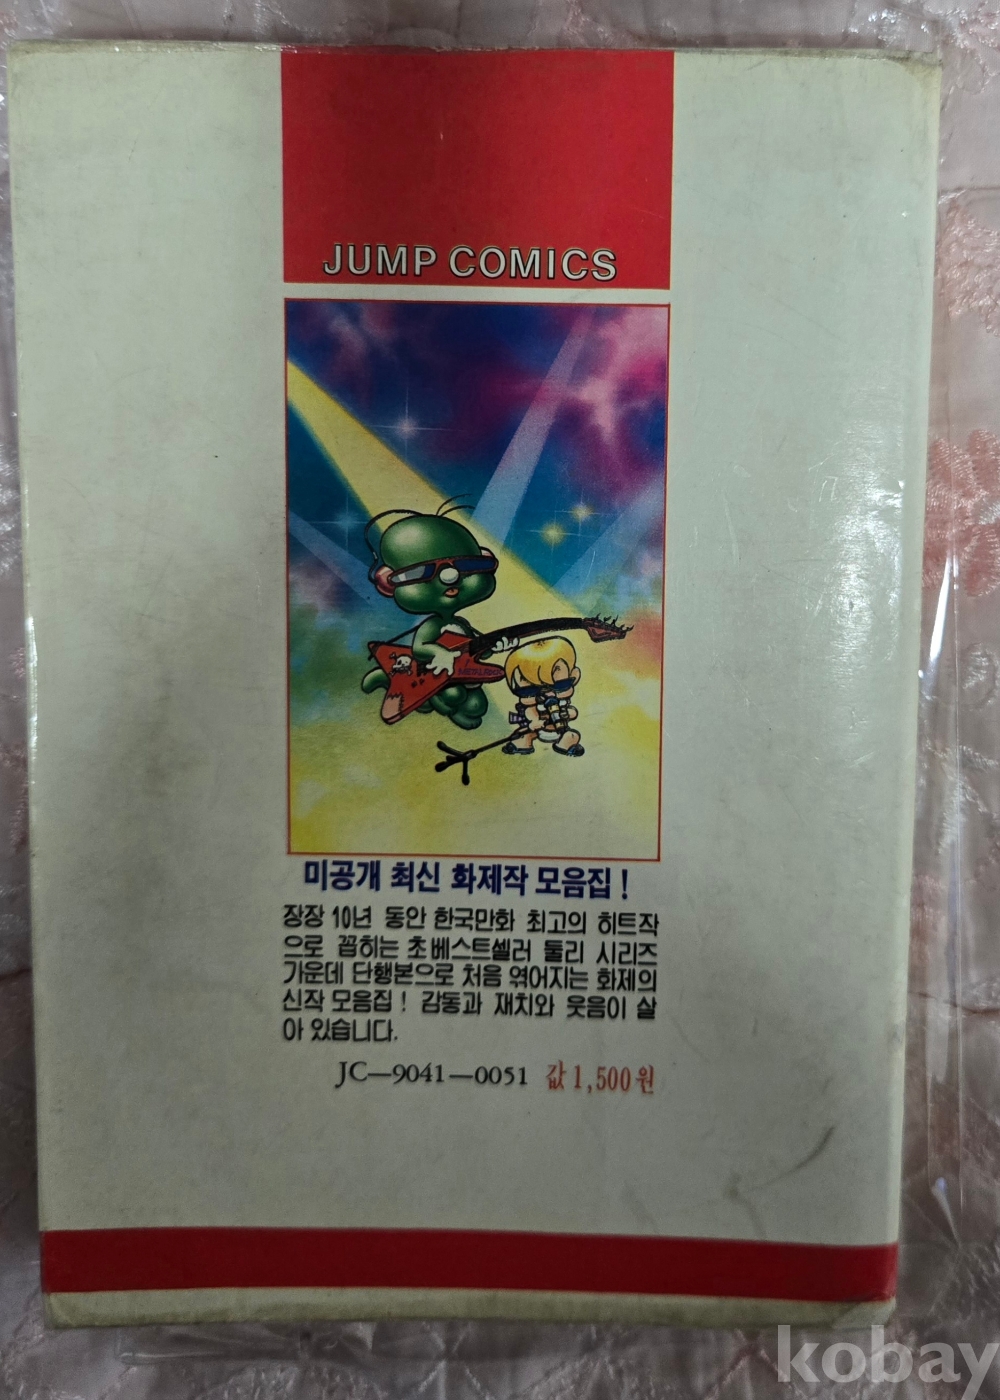 JUMP COMICS
미공개 최신 화제작 모음집!
장장 10년 동안 한국만화 최고의 히트작
으로 꼽히는 초베스트셀러 둘리 시리즈
가운데 단행본으로 처음 엮어지는 화제의
신작 모음집! 감동과 재치와 웃음이 살
아 있습니다.
JC—9041—0051 값 1,500원
kobay